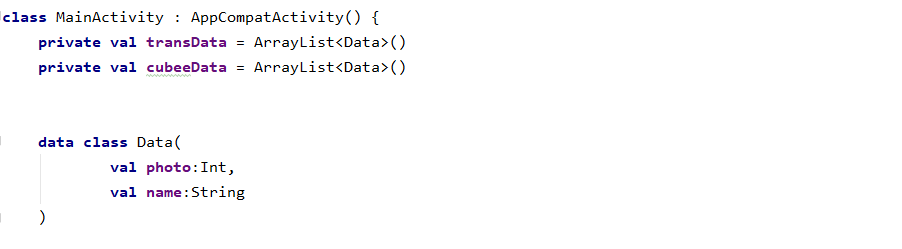 class MainActivity : AppCompatActivity() {
    private val transData = ArrayList<Data>()
    private val cubeeData = ArrayList<Data>()
    data class Data(
            val photo:Int,
            val name:String
    )